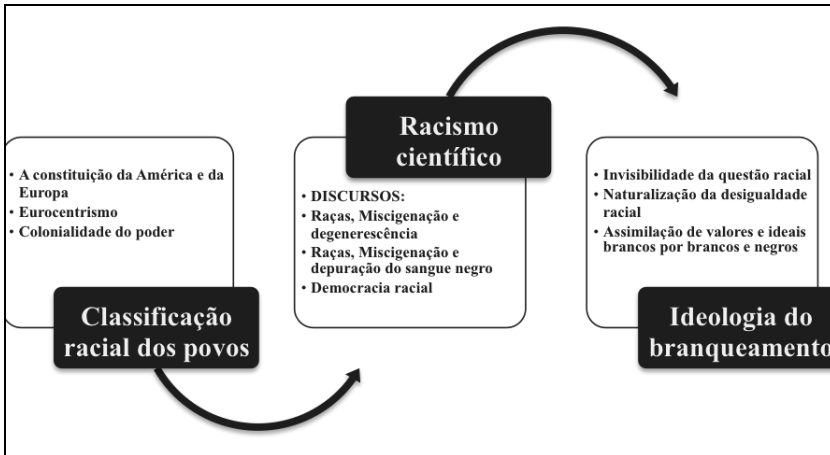 • A constituição da América e da
Europa
• Eurocentrismo
• Colonialidade do poder
Classificação
racial dos povos
Racismo
científico
• DISCURSOS:
• Raças, Miscigenação e
degenerescência
• Raças, Miscigenação e
depuração do sangue negro
• Democracia racial
• Invisibilidade da questão racial
• Naturalização da desigualdade
racial
• Assimilação de valores e ideais
brancos por brancos e negros
Ideologia do
branqueamento